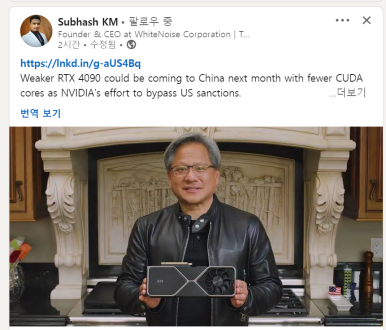 Subhash KM • 팔로우 중
Founder & CEO at WhiteNoise Corporation | T...
2시간 • 수정됨 •
https://lnkd.in/g-aUS4Bq
Weaker RTX 4090 could be coming to China next month with fewer CUDA
cores as NVIDIA's effort to bypass US sanctions. ...더보기
번역 보기